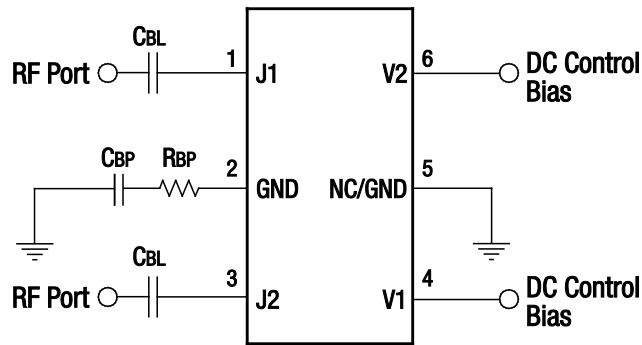 CBL
RF Port
1
J1
V2
6
DC Control
Bias
CBP
RBP
2
GND
NC/GND
5
CBL
RF Port
3
J2
V1
4
DC Control
Bias